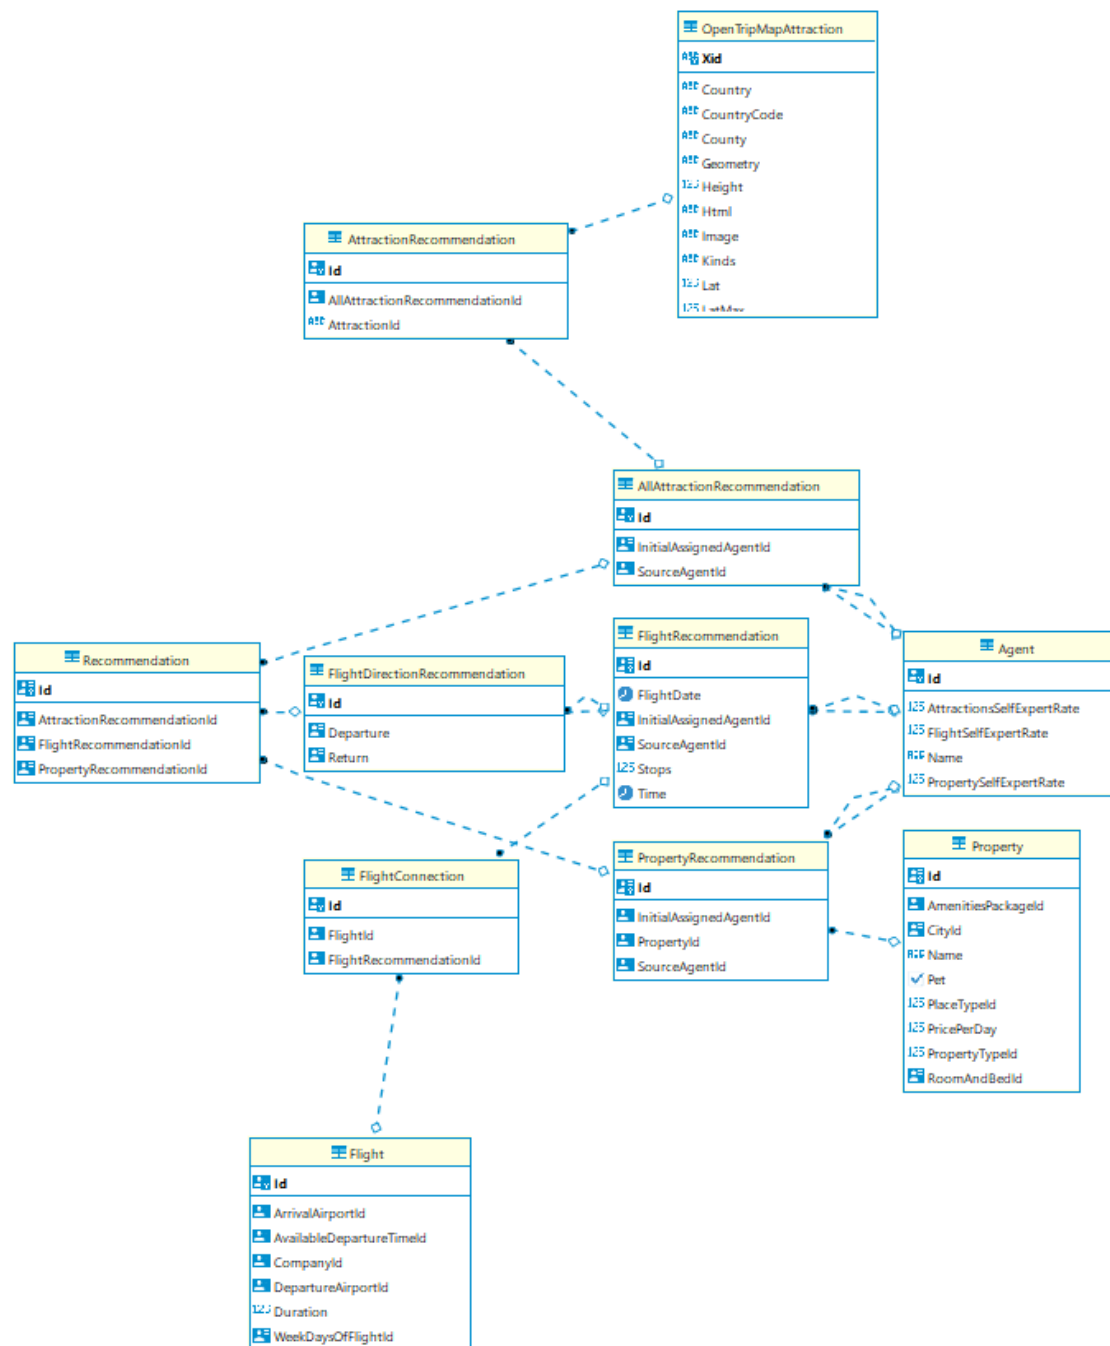 OpenTripMapAttraction
Xid
Country
CountryCode
County
Geometry
Height
Html
Image
Kinds
Lat
LatMax
AttractionRecommendation
Id
AllAttractionRecommendationId
AttractionId
AllAttractionRecommendation
Id
InitialAssignedAgentId
SourceAgentId
Recommendation
Id
AttractionRecommendationId
FlightRecommendationId
PropertyRecommendationId
FlightDirectionRecommendation
Id
Departure
Return
FlightRecommendation
Id
FlightDate
InitialAssignedAgentId
SourceAgentId
Stops
Time
Agent
Id
AttractionsSelfExpertRate
FlightSelfExpertRate
Name
PropertySelfExpertRate
FlightConnection
Id
FlightId
FlightRecommendationId
PropertyRecommendation
Id
InitialAssignedAgentId
PropertyId
SourceAgentId
Property
Id
AmenitiesPackageId
CityId
Name
Pet
PlaceTypeId
PricePerDay
PropertyTypeId
RoomAndBedId
Flight
Id
ArrivalAirportId
AvailableDepartureTimeId
CompanyId
DepartureAirportId
Duration
WeekDaysOfFlightId